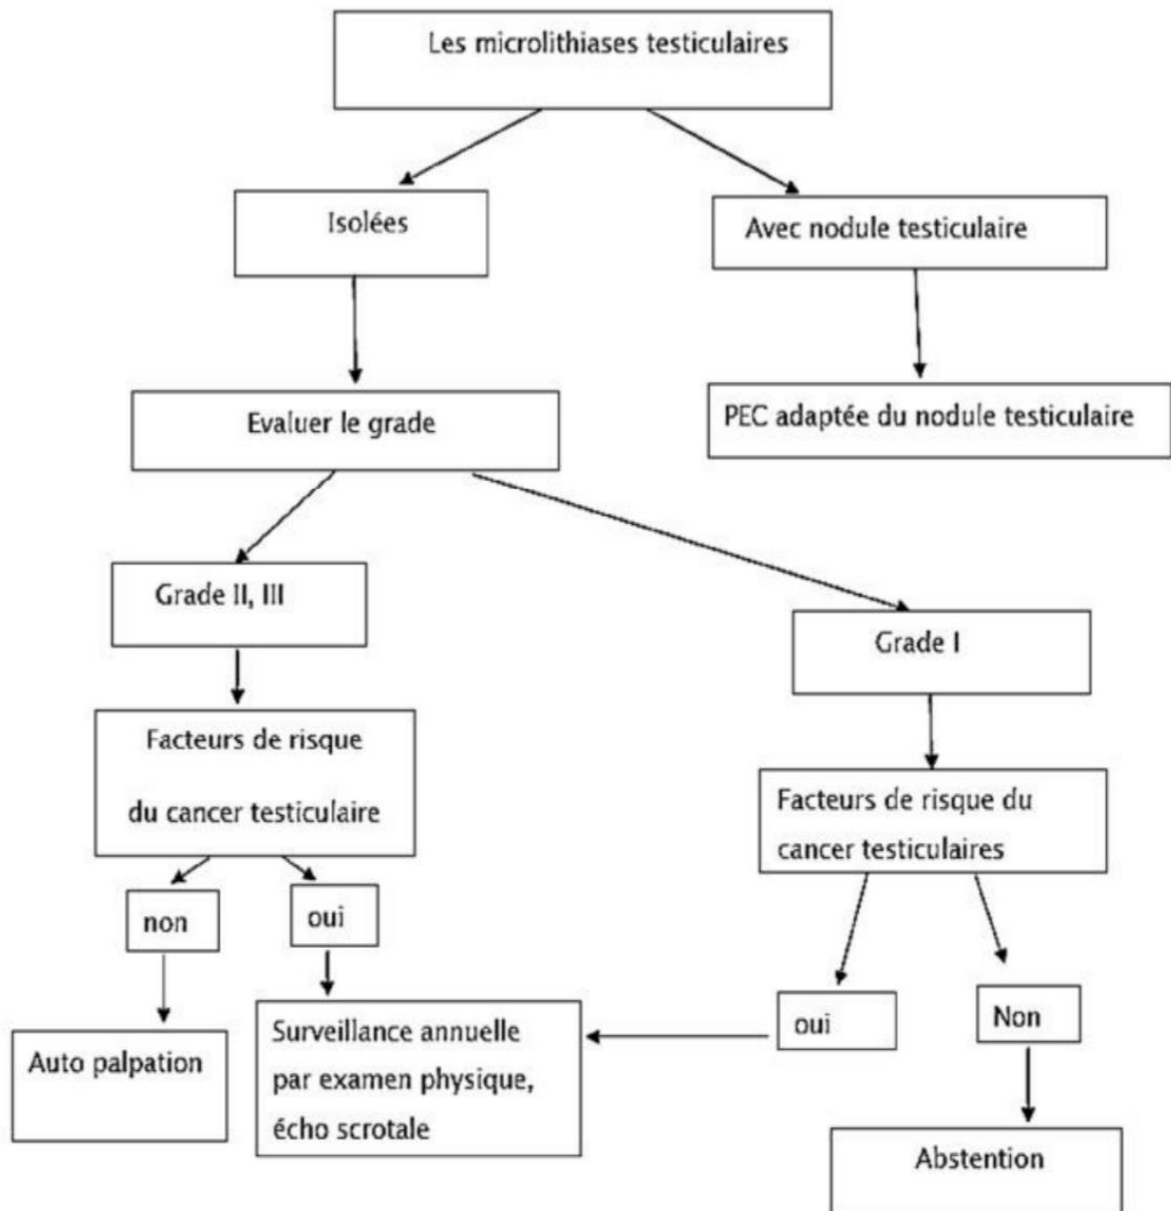 Les microlithiases testiculaires
Isolées
Avec nodule testiculaire
Evaluer le grade
PEC adaptée du nodule testiculaire
Grade II, III
Grade I
Facteurs de risque
du cancer testiculaire
Facteurs de risque du
cancer testiculaires
non
oui
oui
Non
Auto palpation
Surveillance annuelle
par examen physique,
écho scrotale
Abstention